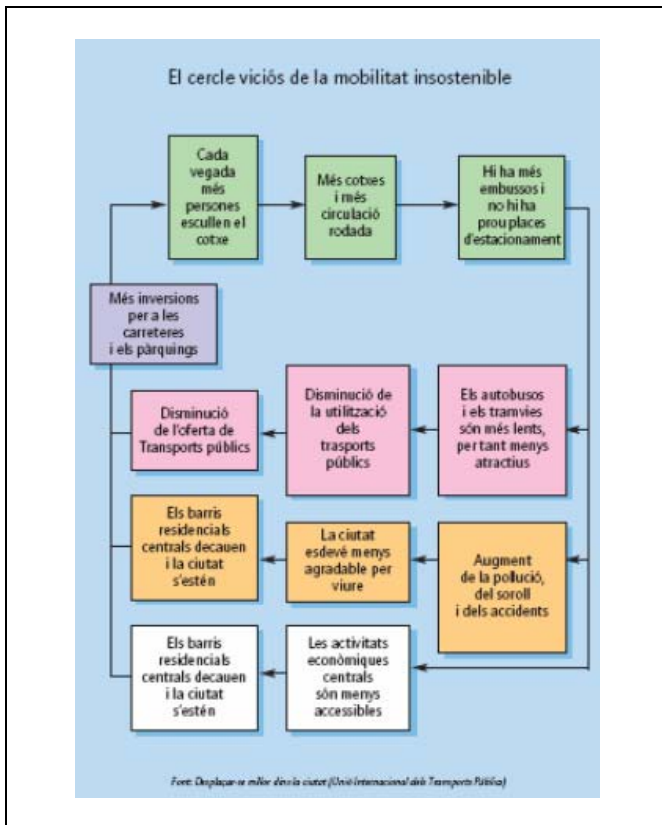 El cercle viciós de la mobilitat insostenible
Cada
vegada
més
persones
escullen el
cotxe
Més cotxes
i més
circulació
rodada
Hi ha més
embussos i
no hi ha
prou places
d'estacionament
Més inversions
per a les
carreteres
i els pàrquings
Disminució
de l'oferta de
Transports públics
Disminució de
la utilització
dels
trasports
públics
Els autobusos
i els tramvies
són més lents,
per tant menys
atractius
Els barris
residencials
centrals decauen
i la ciutat
s'estén
La ciutat
esdevé menys
agradable per
viure
Augment
de la pol·lució,
del soroll
i dels accidents
Els barris
residencials
centrals decauen
i la ciutat
s'estén
Les activitats
econòmiques
centrals
són menys
accessibles
Font: Desplaçar-se millor dins la ciutat (Unió Internacional dels Transports Públics)